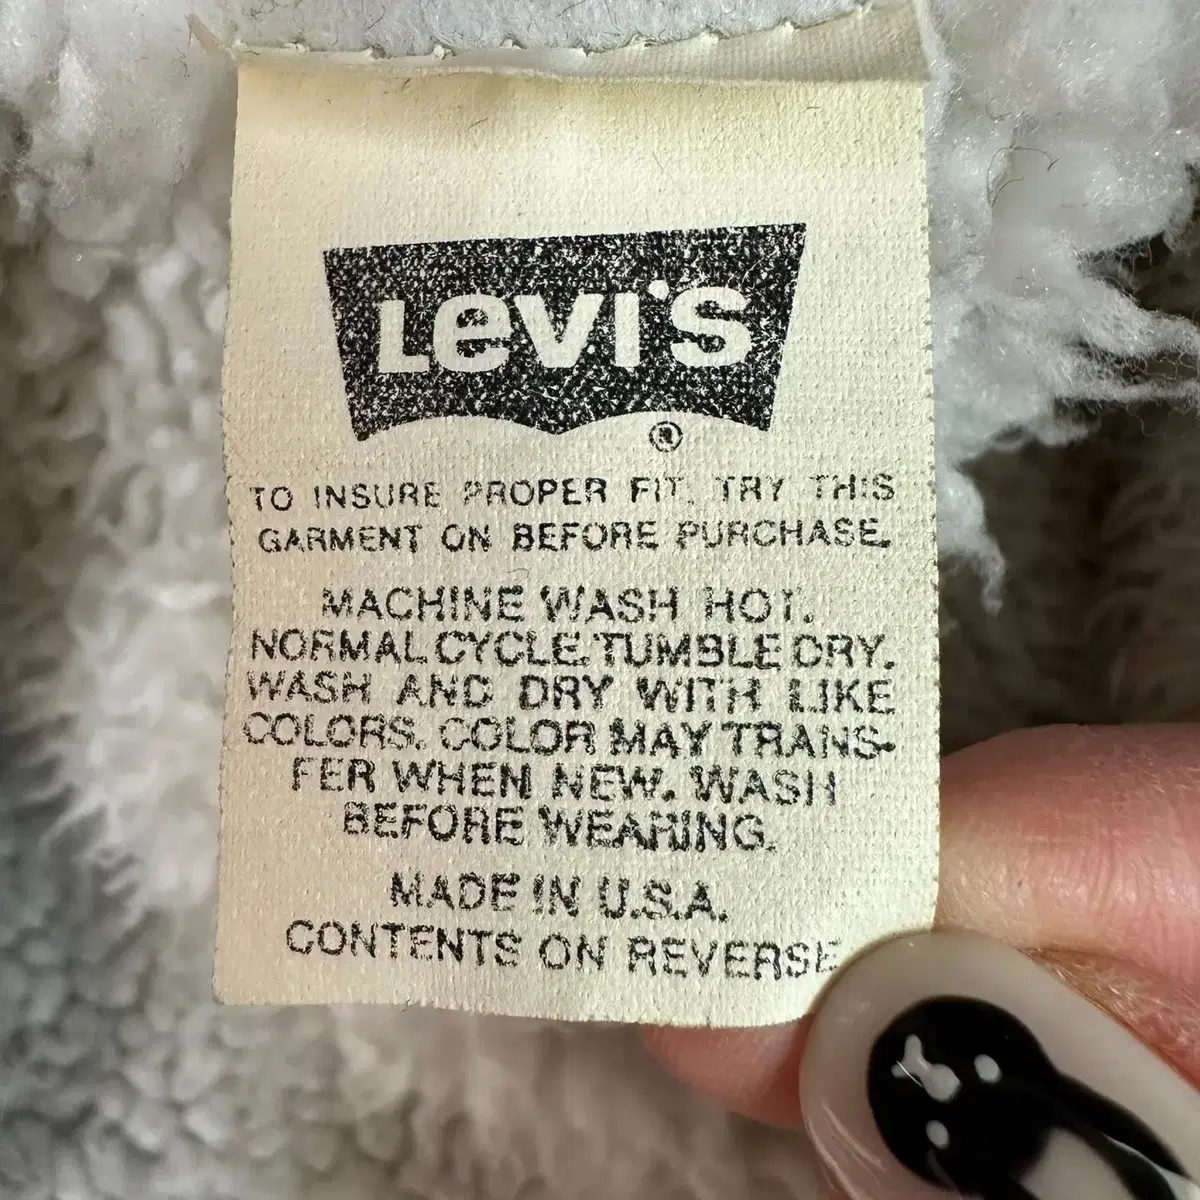 LEVI'S
®
TO INSURE PROPER FIT, TRY THIS
GARMENT ON BEFORE PURCHASE.
MACHINE WASH HOT.
NORMAL CYCLE. TUMBLE DRY.
WASH AND DRY WITH LIKE
COLORS. COLOR MAY TRANS-
FER WHEN NEW. WASH
BEFORE WEARING.
MADE IN U.S.A.
CONTENTS ON REVERSE